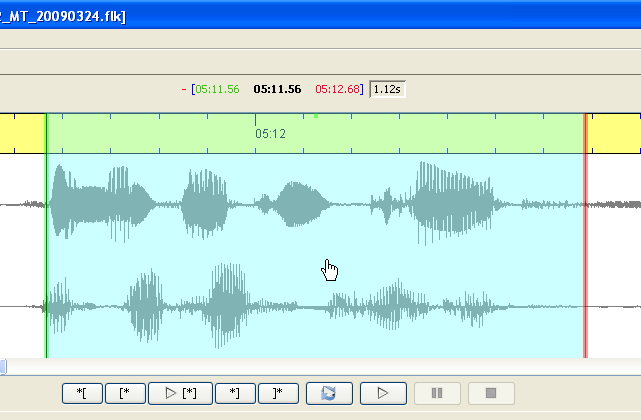 _MT_20090324.flk]
- [05:11.56 05:11.56 05:12.68] 1.12s
05:12
*[ [* [*] *] ]*